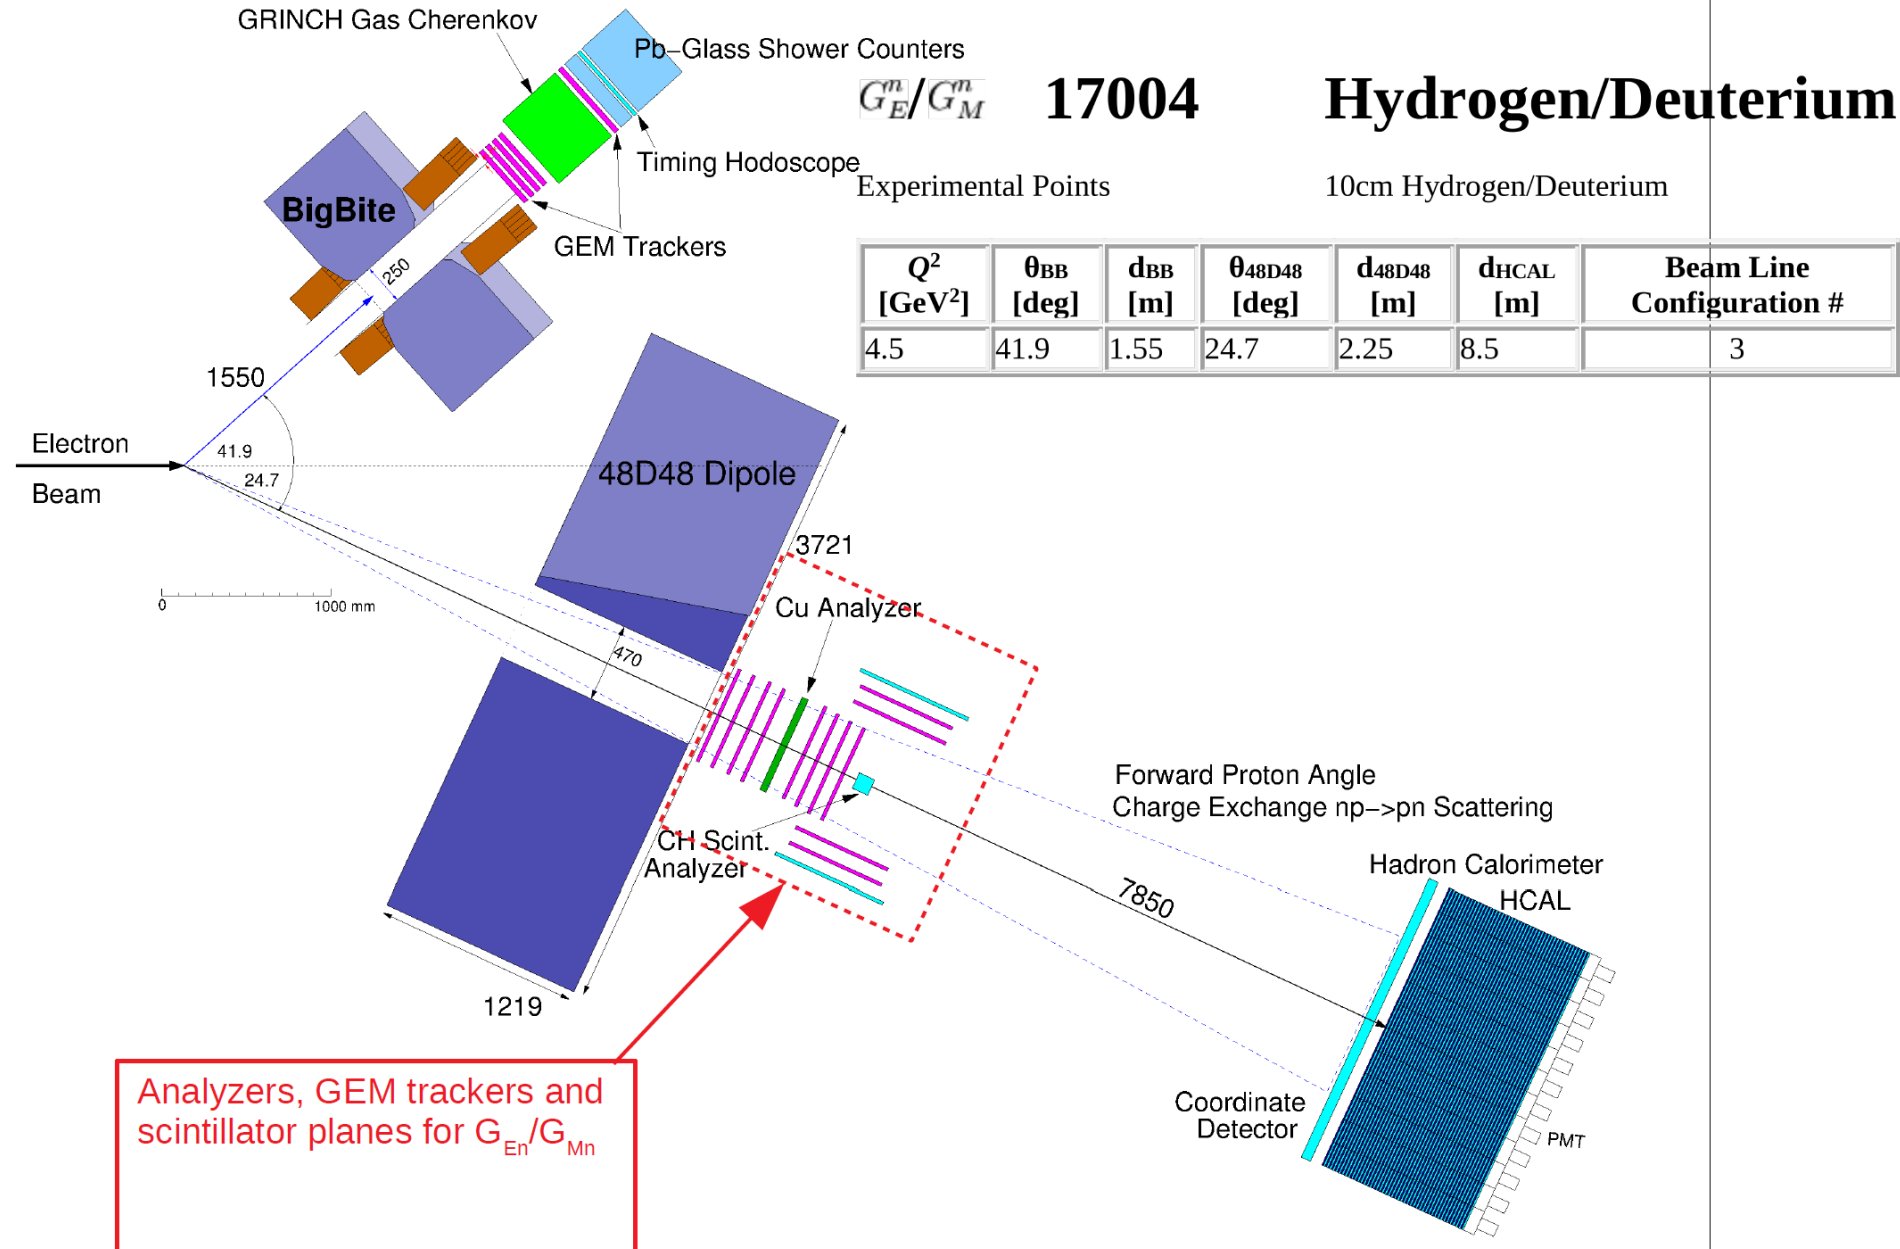 GRINCH Gas Cherenkov
Pb-Glass Shower Counters
Timing Hodoscope
GEM Trackers
BigBite
250
1550
Electron
Beam
41.9
24.7
0
1000 mm
48D48 Dipole
3721
470
Cu Analyzer
CH Scint.
Analyzer
1219
7850
Forward Proton Angle
Charge Exchange np->pn Scattering
Hadron Calorimeter
HCAL
Coordinate
Detector
PMT
Analyzers, GEM trackers and
scintillator planes for GEn/GMn
G^n_E/G^n_M 17004 Hydrogen/Deuterium
Experimental Points 10cm Hydrogen/Deuterium
Q² θBB dBB θ48D48 d48D48 dHCAL Beam Line
[GeV²] [deg] [m] [deg] [m] [m] Configuration #
4.5 41.9 1.55 24.7 2.25 8.5 3